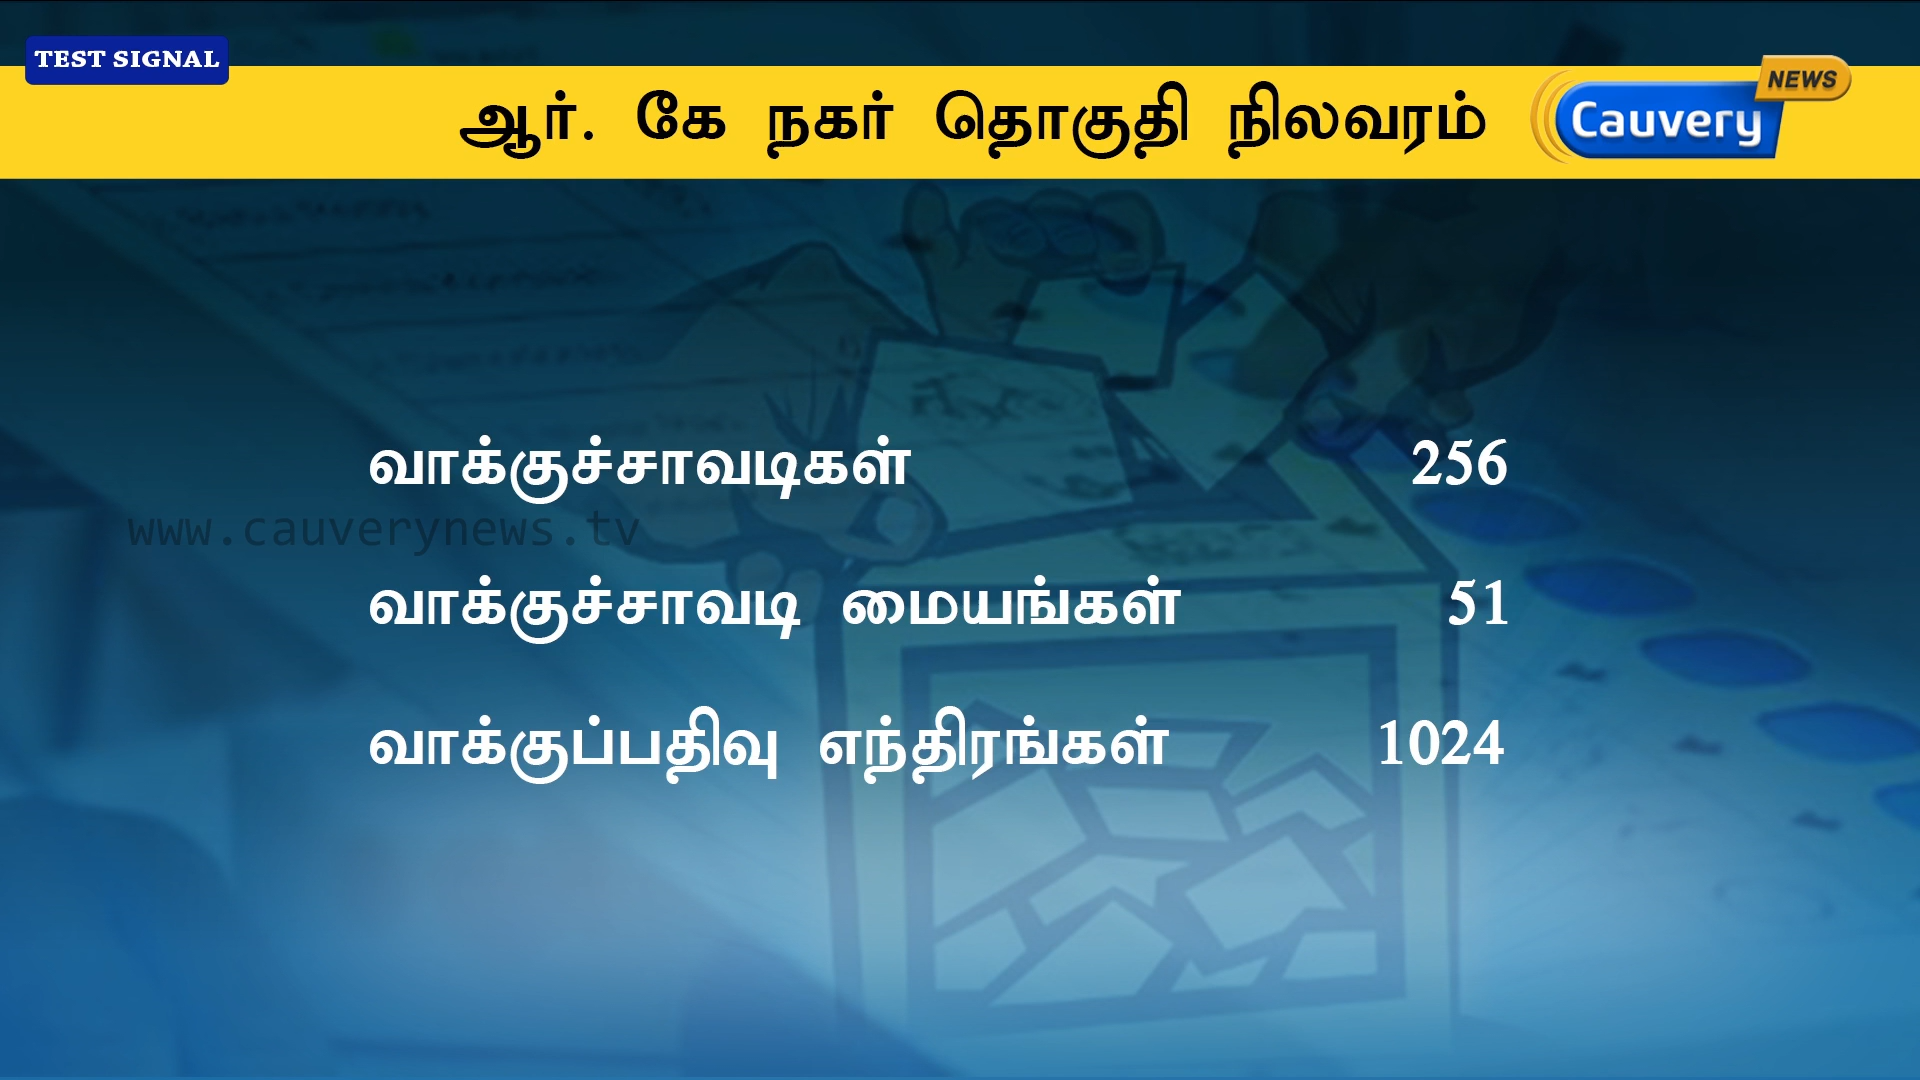 TEST SIGNAL
ஆர். கே நகர் தொகுதி நிலவரம்
Cauvery NEWS
வாக்குச்சாவடிகள் 256
www.cauverynews.tv
வாக்குச்சாவடி மையங்கள் 51
வாக்குப்பதிவு எந்திரங்கள் 1024